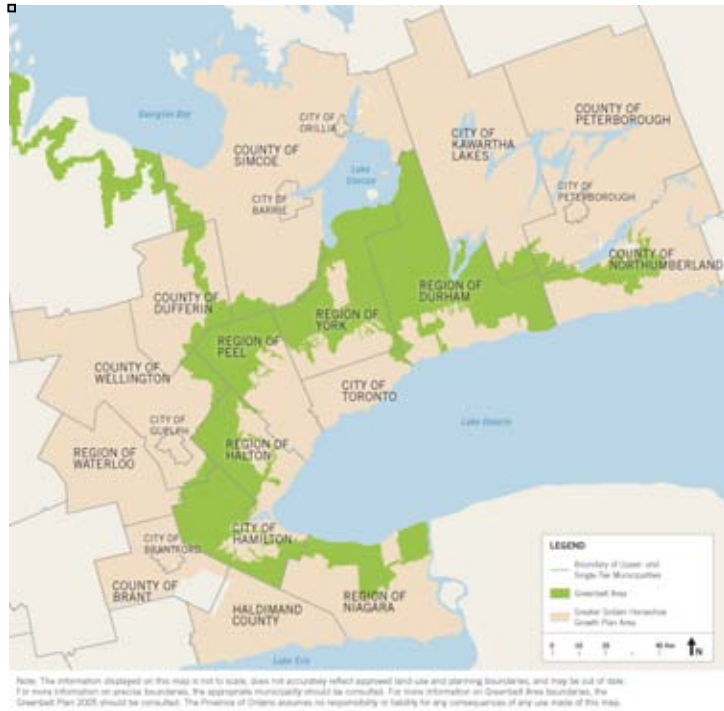 Georgian Bay
CITY OF
ORILLIA
COUNTY OF
SIMCOE
Lake
Simcoe
CITY OF
BARRIE
CITY OF
KAWARTHA
LAKES
COUNTY OF
PETERBOROUGH
CITY OF
PETERBOROUGH
COUNTY OF
NORTHUMBERLAND
COUNTY OF
DUFFERIN
REGION OF
YORK
REGION OF
DURHAM
REGION OF
PEEL
COUNTY OF
WELLINGTON
CITY OF
TORONTO
CITY OF
GUELPH
Lake Ontario
REGION OF
WATERLOO
REGION OF
HALTON
CITY OF
HAMILTON
CITY OF
BRANTFORD
COUNTY OF
BRANT
HALDIMAND
COUNTY
REGION OF
NIAGARA
Lake Erie
LEGEND
Boundary of Upper and
Single-Tier Municipalities
Greenbelt Area
Greater Golden Horseshoe
Growth Plan Area
0 10 20 40 Km
N
Note: The information displayed on this map is not to scale, does not accurately reflect approved land-use and planning boundaries, and may be out of date.
For more information on precise boundaries, the appropriate municipality should be consulted. For more information on Greenbelt Area boundaries, the
Greenbelt Plan 2005 should be consulted. The Province of Ontario assumes no responsibility or liability for any consequences of any use made of this map.